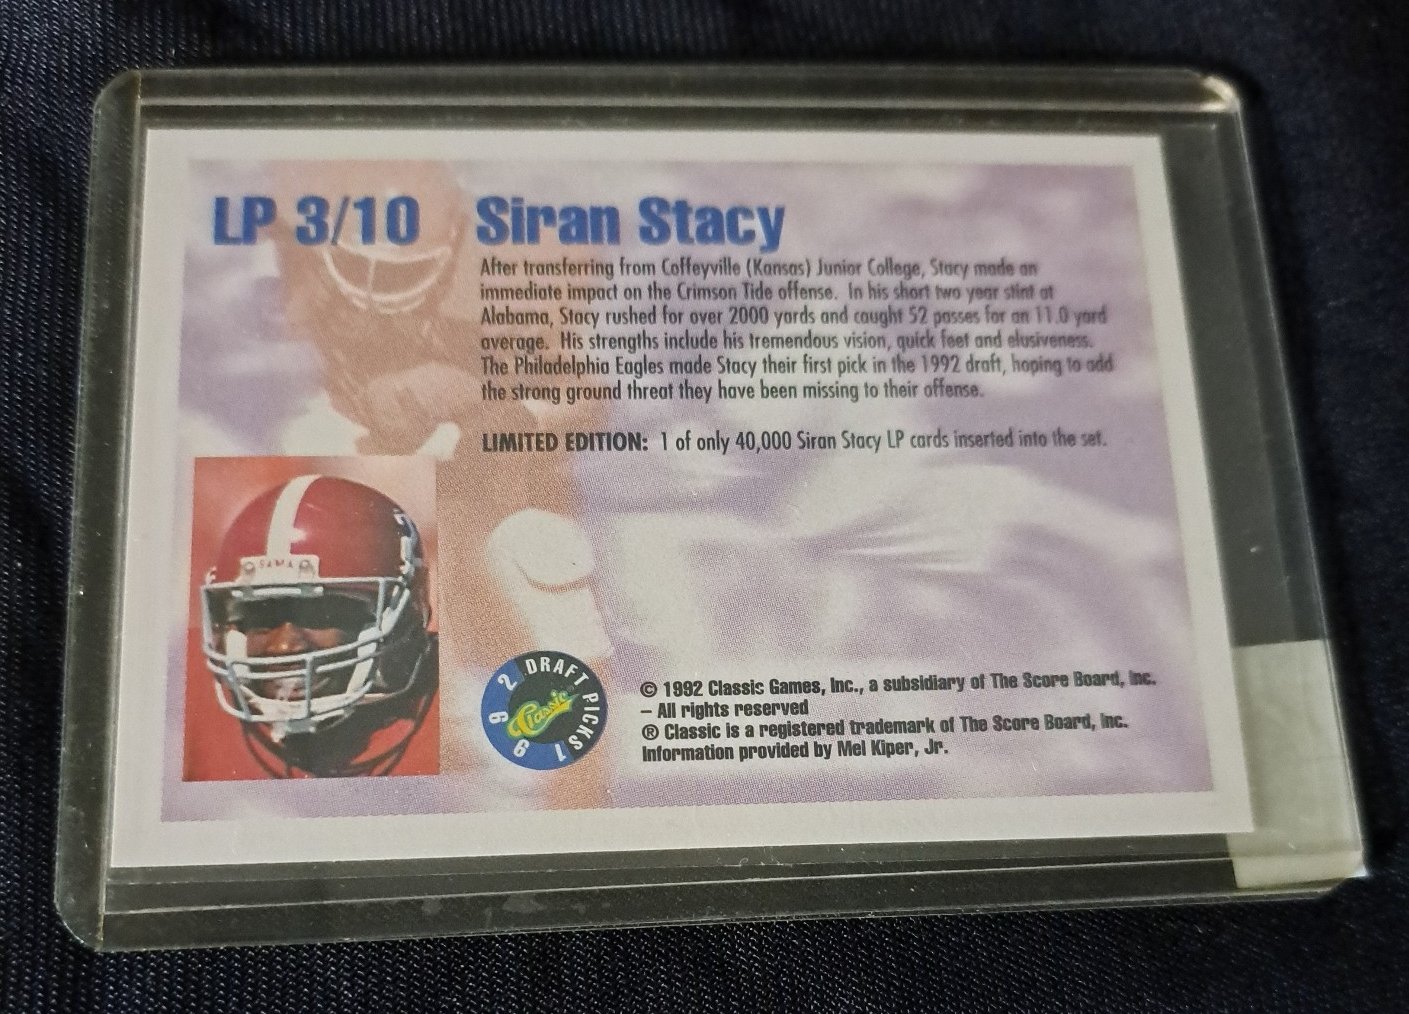 LP 3/10
Siran Stacy
After transferring from Coffeyville (Kansas) Junior College, Stacy made an
immediate impact on the Crimson Tide offense. In his short two year stint at
Alabama, Stacy rushed for over 2000 yards and caught 52 passes for an 11.0 yard
average. His strengths include his tremendous vision, quick feet and elusiveness.
The Philadelphia Eagles made Stacy their first pick in the 1992 draft, hoping to add
the strong ground threat they have been missing to their offense.
LIMITED EDITION: 1 of only 40,000 Siran Stacy LP cards inserted into the set.
BAMA
1992 DRAFT PICKS
Classic
© 1992 Classic Games, Inc., a subsidiary of The Score Board, Inc.
– All rights reserved
® Classic is a registered trademark of The Score Board, Inc.
Information provided by Mel Kiper, Jr.